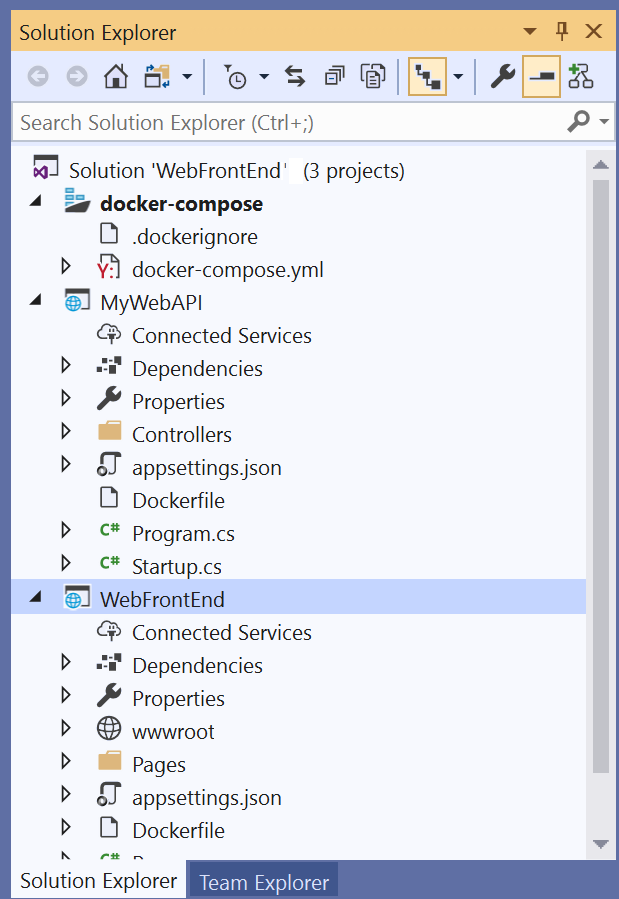 Solution Explorer
Search Solution Explorer (Ctrl+;)
Solution 'WebFrontEnd' (3 projects)
docker-compose
.dockerignore
Y: docker-compose.yml
MyWebAPI
Connected Services
Dependencies
Properties
Controllers
appsettings.json
Dockerfile
C# Program.cs
C# Startup.cs
WebFrontEnd
Connected Services
Dependencies
Properties
wwwroot
Pages
appsettings.json
Dockerfile
C#
Solution Explorer
Team Explorer